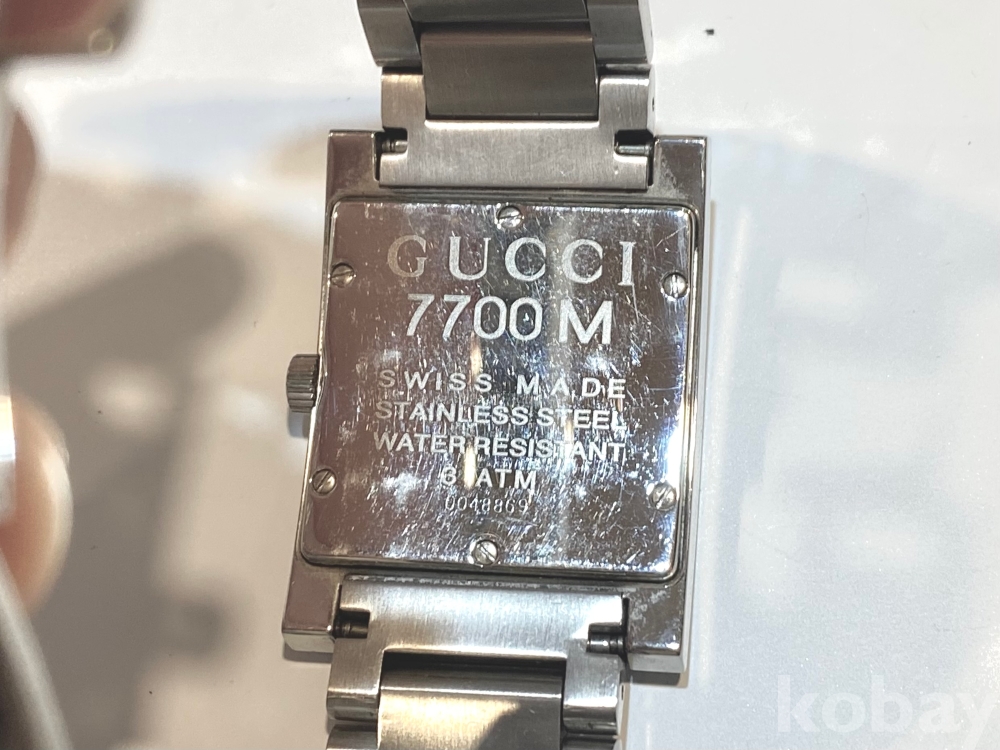 GUCCI
7700 M
SWISS MADE
STAINLESS STEEL
WATER RESISTANT
3 ATM
0048869
kobay